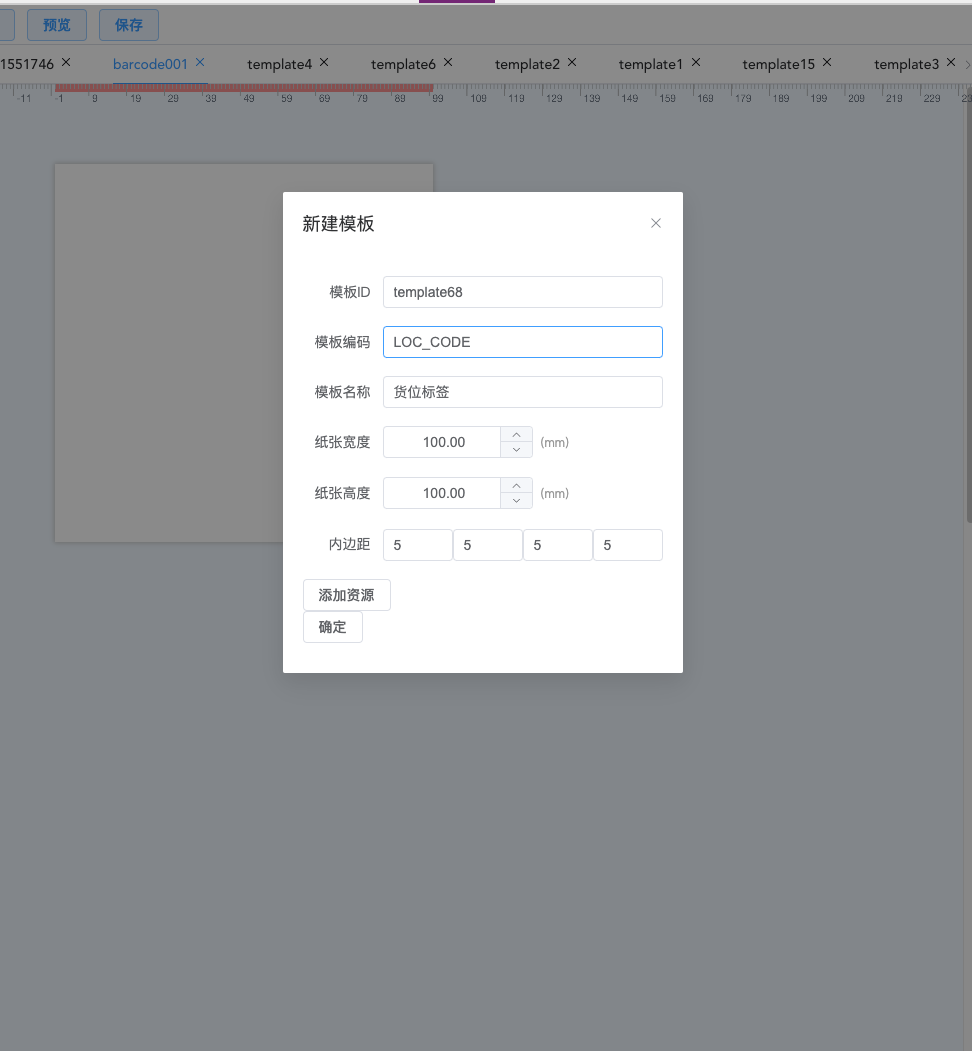 预览 保存
1551746 × barcode001 × template4 × template6 × template2 × template1 × template15 × template3 ×
-11 -1 9 19 29 39 49 59 69 79 89 99 109 119 129 139 149 159 169 179 189 199 209 219 229
新建模板
模板ID template68
模板编码 LOC_CODE
模板名称 货位标签
纸张宽度 100.00 (mm)
纸张高度 100.00 (mm)
内边距 5 5 5 5
添加资源
确定